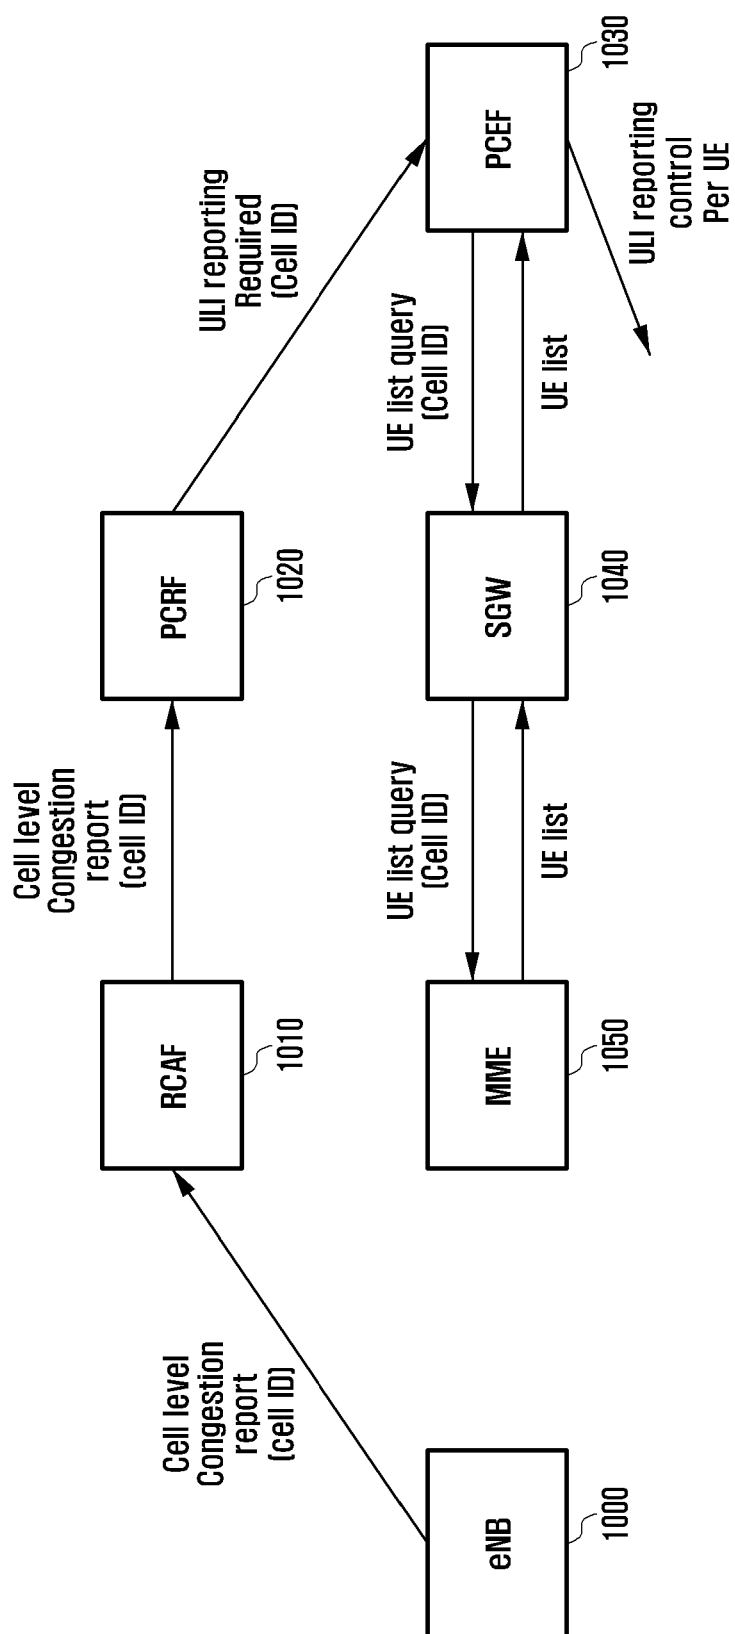 Cell level
Congestion
report
(cell ID)
ULI reporting
Required
(Cell ID)
RCAF
1010
PCRF
1020
Cell level
Congestion
report
(cell ID)
UE list query
(Cell ID)
UE list query
(Cell ID)
eNB
1000
MME
1050
SGW
1040
PCEF
1030
UE list
UE list
ULI reporting
control
Per UE